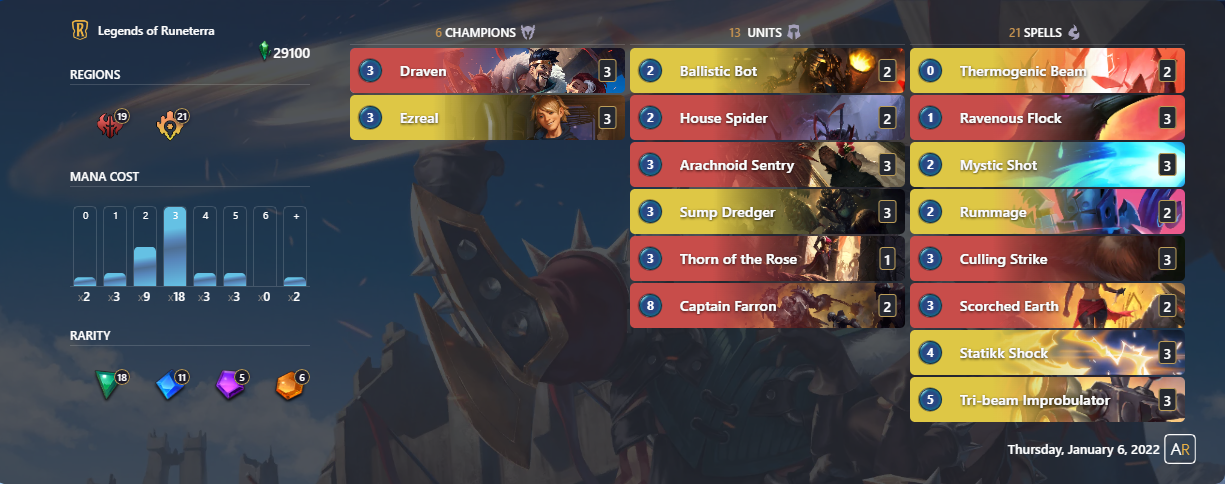 Legends of Runeterra
29100
REGIONS
19 21
MANA COST
0 1 2 3 4 5 6 +
x2 x3 x9 x18 x3 x3 x0 x2
RARITY
18 11 5 6
6 CHAMPIONS
3 Draven 3
3 Ezreal 3
13 UNITS
2 Ballistic Bot 2
2 House Spider 2
3 Arachnoid Sentry 3
3 Sump Dredger 3
3 Thorn of the Rose 1
8 Captain Farron 2
21 SPELLS
0 Thermogenic Beam 2
1 Ravenous Flock 3
2 Mystic Shot 3
2 Rummage 2
3 Culling Strike 3
3 Scorched Earth 2
4 Statikk Shock 3
5 Tri-beam Improbulator 3
Thursday, January 6, 2022 AR